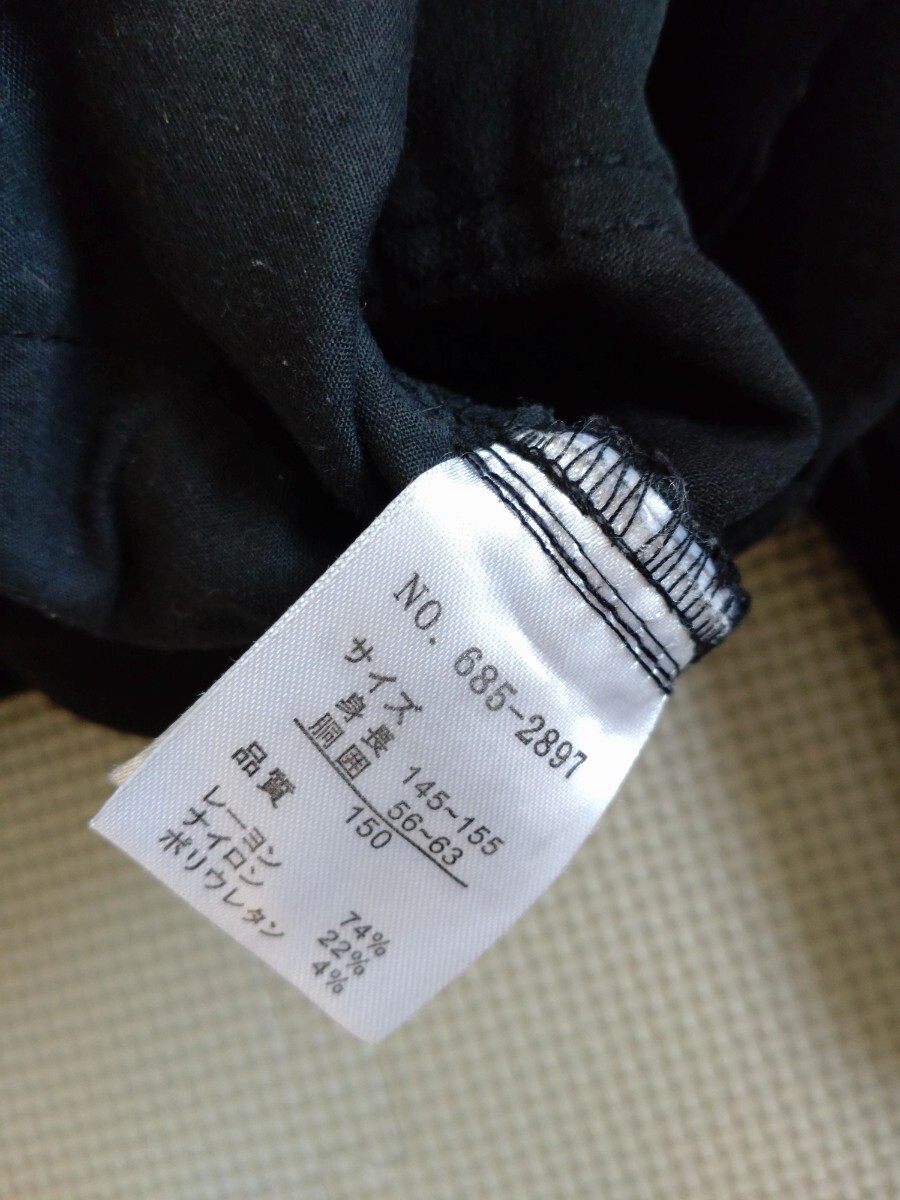 NO. 685-2897
サイズ
身長 145~155
胴囲 56~63
150
品質
レーヨン 74%
ナイロン 22%
ポリウレタン 4%